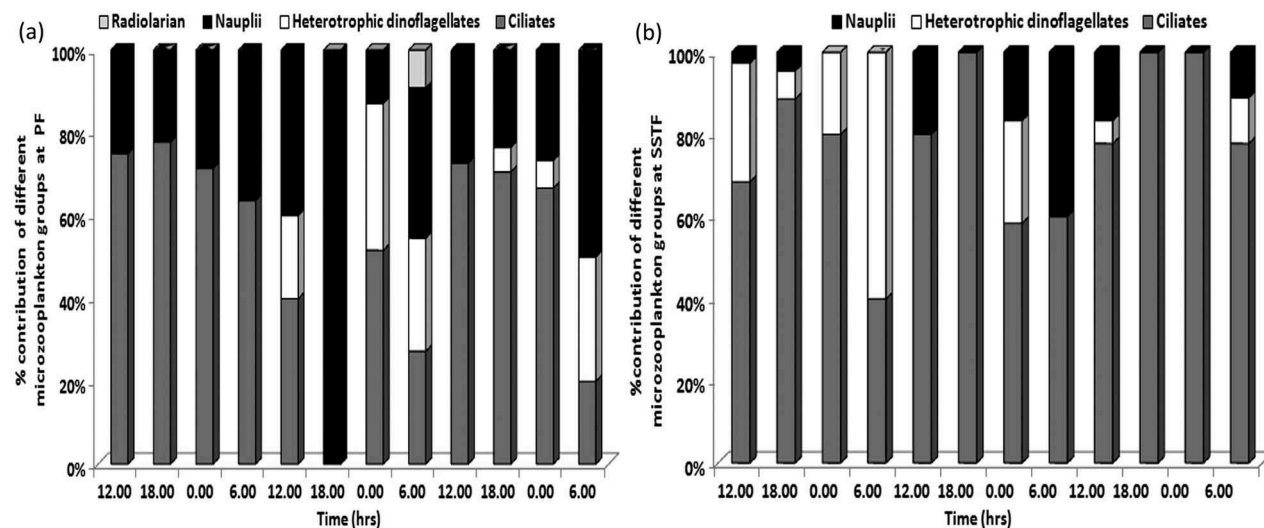 (a)
Radiolarian Nauplii Heterotrophic dinoflagellates Ciliates
% contribution of different
microzooplankton groups at PF
100%
80%
60%
40%
20%
0%
12.00 18.00 0.00 6.00 12.00 18.00 0.00 6.00 12.00 18.00 0.00 6.00
Time (hrs)
(b)
Nauplii Heterotrophic dinoflagellates Ciliates
%contribution of different
microzooplankton groups at SSTF
100%
80%
60%
40%
20%
0%
12.00 18.00 0.00 6.00 12.00 18.00 0.00 6.00 12.00 18.00 0.00 6.00
Time (hrs)